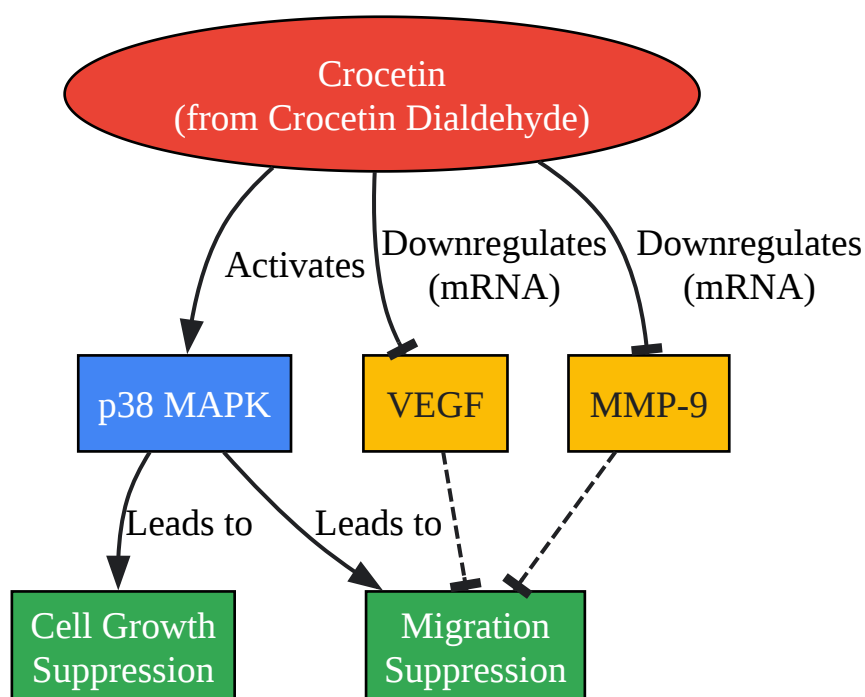 Crocetin
(from Crocetin Dialdehyde)
Activates
Downregulates
(mRNA)
Downregulates
(mRNA)
p38 MAPK
VEGF
MMP-9
Leads to
Leads to
Cell Growth
Suppression
Migration
Suppression